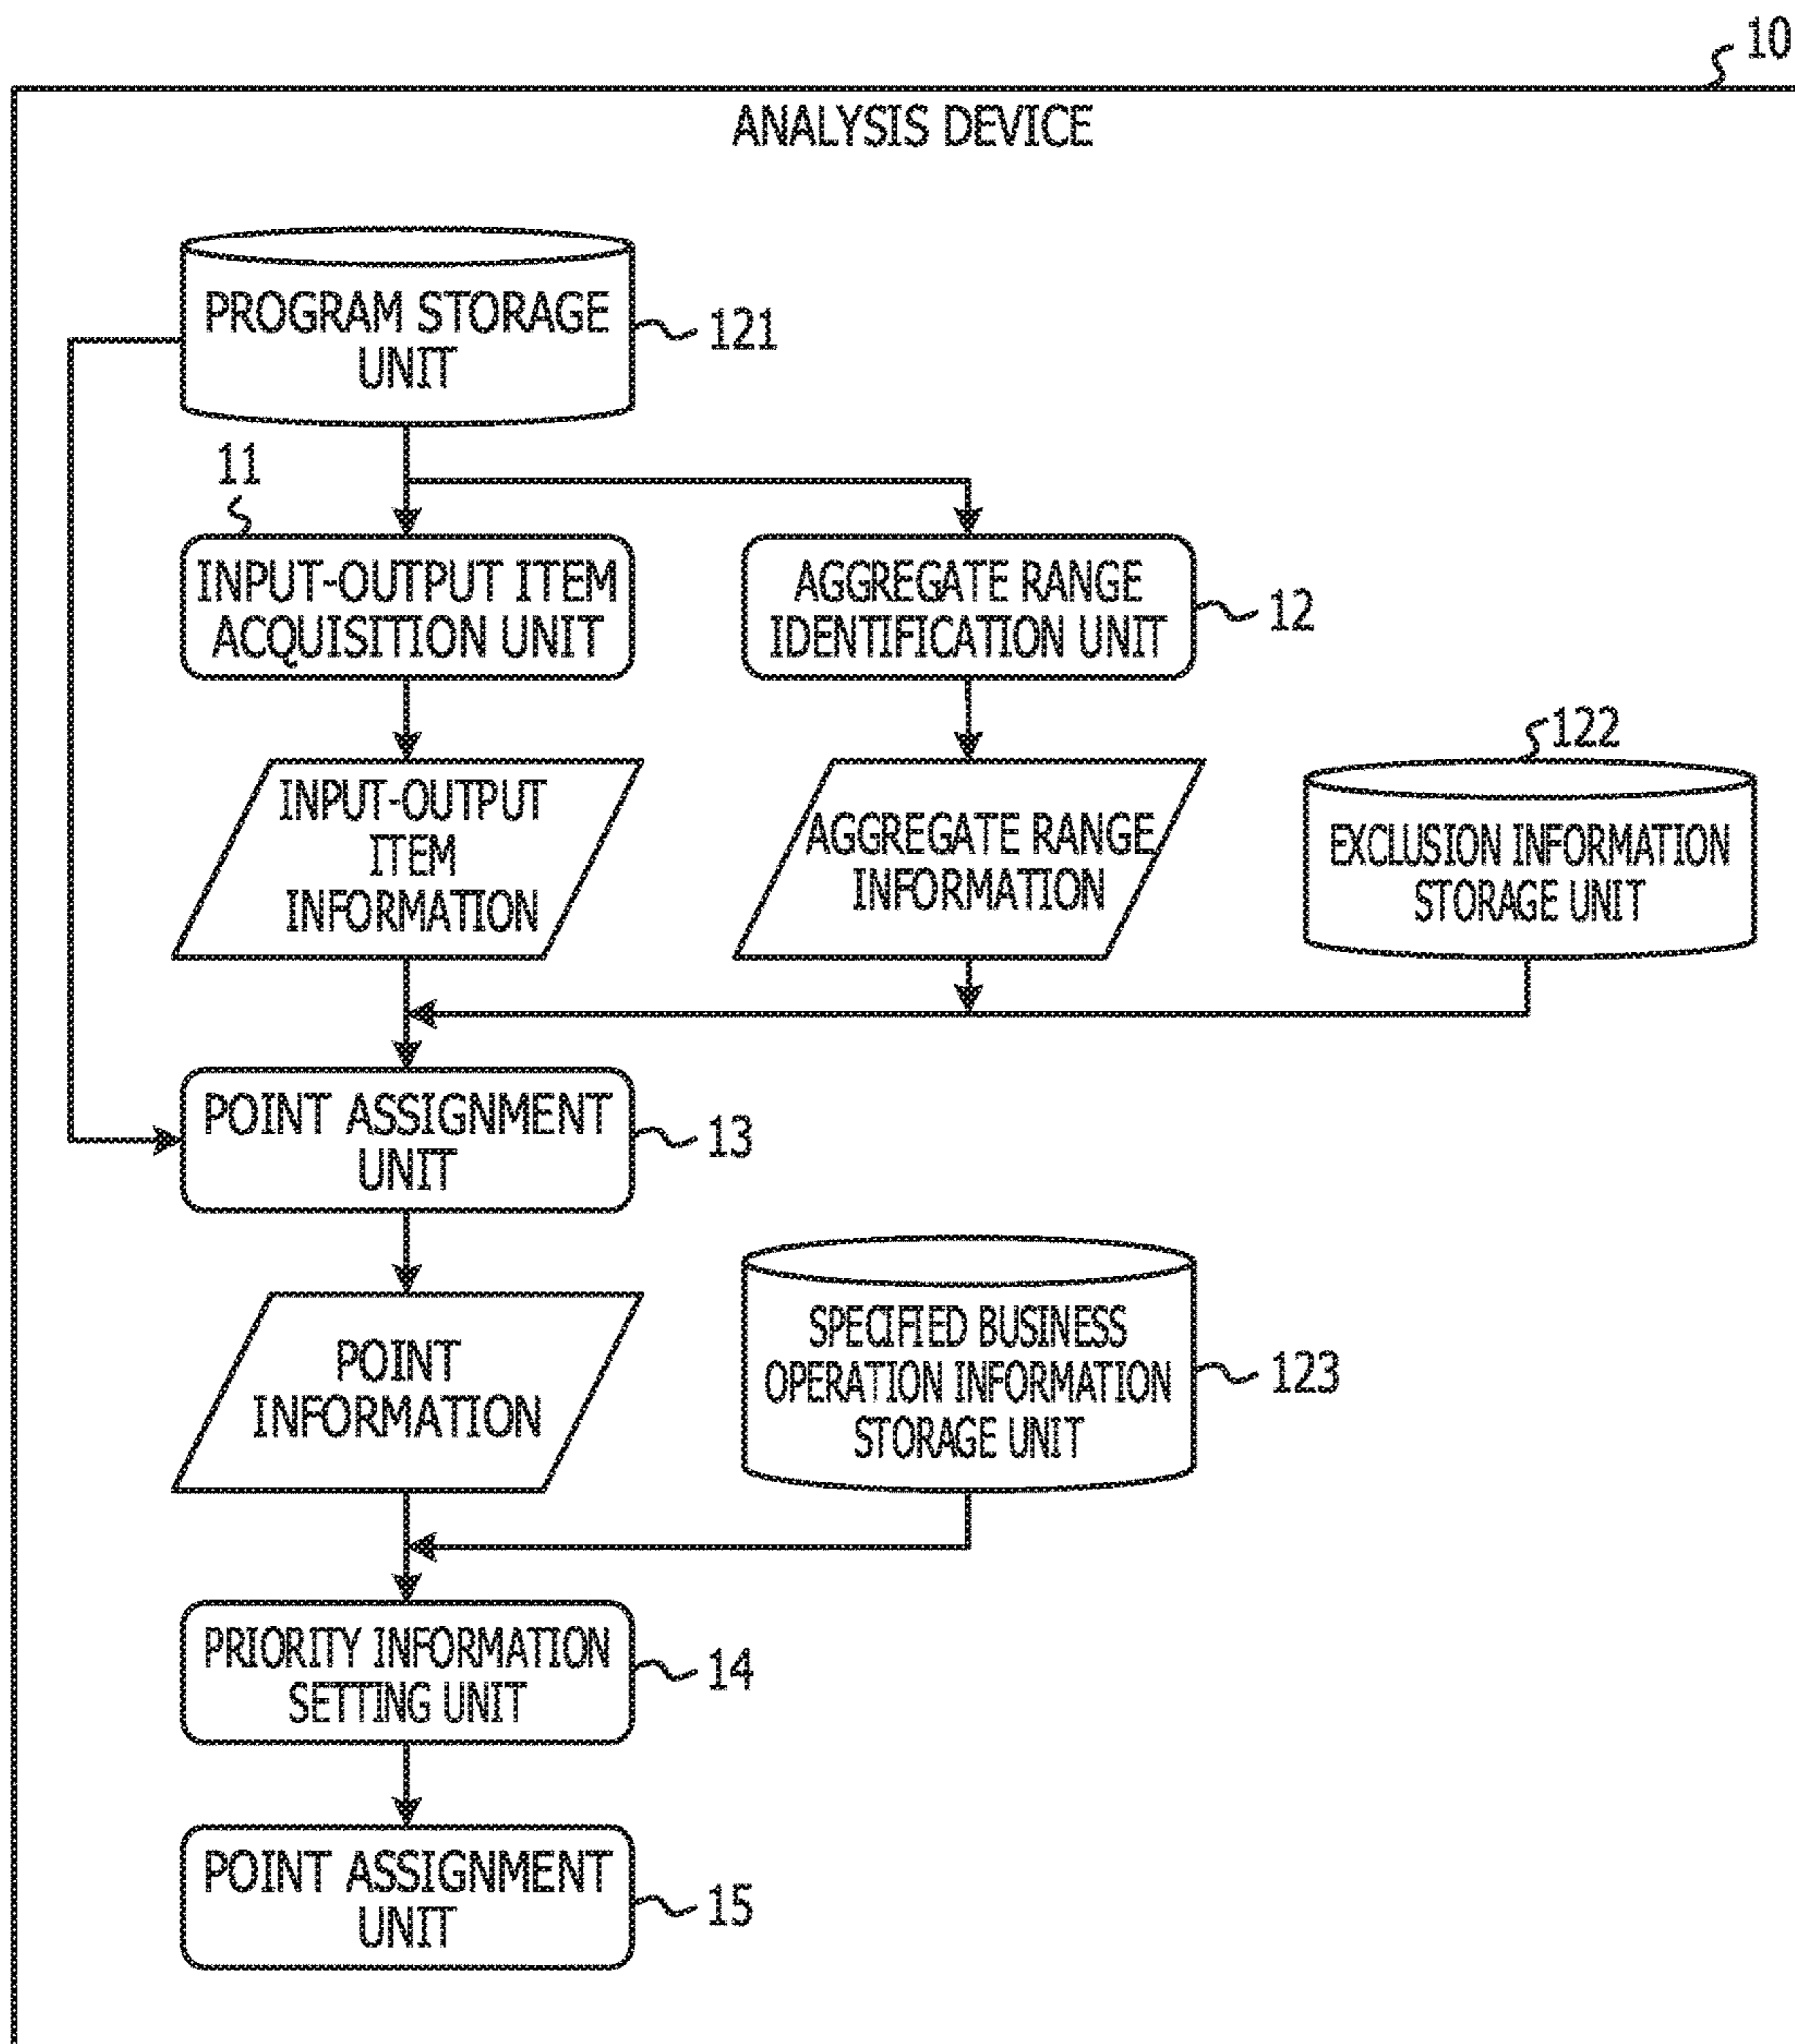 10
ANALYSIS DEVICE
PROGRAM STORAGE
UNIT
121
11
INPUT-OUTPUT ITEM
ACQUISITION UNIT
AGGREGATE RANGE
IDENTIFICATION UNIT
12
INPUT-OUTPUT
ITEM
INFORMATION
AGGREGATE RANGE
INFORMATION
122
EXCLUSION INFORMATION
STORAGE UNIT
POINT ASSIGNMENT
UNIT
13
POINT
INFORMATION
SPECIFIED BUSINESS
OPERATION INFORMATION
STORAGE UNIT
123
PRIORITY INFORMATION
SETTING UNIT
14
POINT ASSIGNMENT
UNIT
15